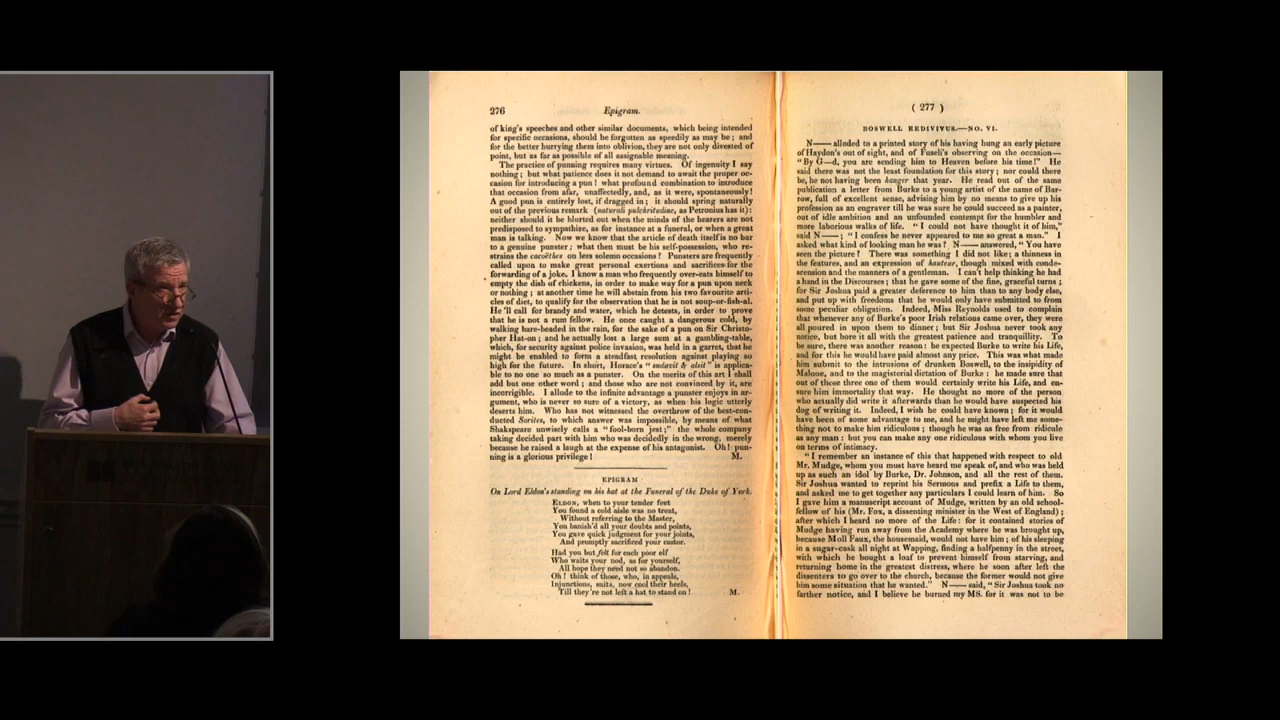 276
Epigram.
of king's speeches and other similar documents, which being intended
for specific occasions, should be forgotten as speedily as may be; and
for the better hurrying them into oblivion, they are not only divested of
point, but as far as possible of all assignable meaning.
The practice of punning requires many virtues. Of ingenuity I say
nothing; but what patience does it not demand to await the proper oc-
casion for introducing a pun! what profound combination to introduce
that occasion from afar, unaffectedly, and, as it were, spontaneously!
A good pun is entirely lost, if dragged in; it should spring naturally
out of the previous remark (naturali pulchritudine, as Petronius has it):
neither should it be blurted out when the minds of the hearers are not
predisposed to sympathize, as for instance at a funeral, or when a great
man is talking. Now we know that the article of death itself is no bar
to a genuine punster; what then must be his self-possession, who re-
strains the cacoëthes on less solemn occasions? Punsters are frequently
called upon to make great personal exertions and sacrifices for the
forwarding of a joke. I know a man who frequently over-eats himself to
empty the dish of chickens, in order to make way for a pun upon neck
or nothing; at another time he will abstain from his two favourite arti-
cles of diet, to qualify for the observation that he is not soup-or-fish-al.
He'll call for brandy and water, which he detests, in order to prove
that he is not a rum fellow. He once caught a dangerous cold, by
walking bare-headed in the rain, for the sake of a pun on Sir Christo-
pher Hat-on; and he actually lost a large sum at a gambling-table,
which, for security against police invasion, was held in a garret, that he
might be enabled to form a stedfast resolution against playing so
high for the future. In short, Horace's "sudavit & alsit" is applica-
ble to no one so much as a punster. On the merits of this art I shall
add but one other word; and those who are not convinced by it, are
incorrigible. I allude to the infinite advantage a punster enjoys in ar-
gument, who is never so sure of a victory, as when his logic utterly
deserts him. Who has not witnessed the overthrow of the best-con-
ducted Sorites, to which answer was impossible, by means of what
Shakspeare unwisely calls a "fool-born jest;" the whole company
taking decided part with him who was decidedly in the wrong, merely
because he raised a laugh at the expense of his antagonist. Oh! pun-
ning is a glorious privilege! M.
EPIGRAM
On Lord Eldon's standing on his hat at the Funeral of the Duke of York.
ELDON, when to your tender feet
You found a cold aisle was no treat,
Without referring to the Master,
You banish'd all your doubts and points,
You gave quick judgment for your joints,
And promptly sacrificed your castor.
Had you but felt for each poor elf
Who waits your nod, as for yourself,
All hope they need not so abandon.
Oh! think of those, who, in appeals,
Injunctions, suits, now cool their heels,
Till they're not left a hat to stand on! M.
( 277 )
BOSWELL REDIVIVUS.—NO. VI.
N—— alluded to a printed story of his having hung an early picture
of Haydon's out of sight, and of Fuseli's observing on the occasion—
"By G—d, you are sending him to Heaven before his time!" He
said there was not the least foundation for this story; nor could there
be, he not having been hanger that year. He read out of the same
publication a letter from Burke to a young artist of the name of Bar-
row, full of excellent sense, advising him by no means to give up his
profession as an engraver till he was sure he could succeed as a painter,
out of idle ambition and an unfounded contempt for the humbler and
more laborious walks of life. "I could not have thought it of him,"
said N——; "I confess he never appeared to me so great a man." I
asked what kind of looking man he was? N—— answered, "You have
seen the picture? There was something I did not like; a thinness in
the features, and an expression of hauteur, though mixed with conde-
scension and the manners of a gentleman. I can't help thinking he had
a hand in the Discourses; that he gave some of the fine, graceful turns;
for Sir Joshua paid a greater deference to him than to any body else,
and put up with freedoms that he would only have submitted to from
some peculiar obligation. Indeed, Miss Reynolds used to complain
that whenever any of Burke's poor Irish relations came over, they were
all poured in upon them to dinner; but Sir Joshua never took any
notice, but bore it all with the greatest patience and tranquillity. To
be sure, there was another reason: he expected Burke to write his Life,
and for this he would have paid almost any price. This was what made
him submit to the intrusions of drunken Boswell, to the insipidity of
Malone, and to the magisterial dictation of Burke: he made sure that
out of those three one of them would certainly write his Life, and en-
sure him immortality that way. He thought no more of the person
who actually did write it afterwards than he would have suspected his
dog of writing it. Indeed, I wish he could have known; for it would
have been of some advantage to me, and he might have left me some-
thing not to make him ridiculous; though he was as free from ridicule
as any man: but you can make any one ridiculous with whom you live
on terms of intimacy.
"I remember an instance of this that happened with respect to old
Mr. Mudge, whom you must have heard me speak of, and who was held
up as such an idol by Burke, Dr. Johnson, and all the rest of them.
Sir Joshua wanted to reprint his Sermons and prefix a Life to them,
and asked me to get together any particulars I could learn of him. So
I gave him a manuscript account of Mudge, written by an old school-
fellow of his (Mr. Fox, a dissenting minister in the West of England);
after which I heard no more of the Life: for it contained stories of
Mudge having run away from the Academy where he was brought up,
because Moll Faux, the housemaid, would not have him; of his sleeping
in a sugar-cask all night at Wapping, finding a halfpenny in the street,
with which he bought a loaf to prevent himself from starving, and
returning home in the greatest distress, where he soon after left the
dissenters to go over to the church, because the former would not give
him some situation that he wanted." N—— said, "Sir Joshua took no
farther notice, and I believe he burned my MS. for it was not to be